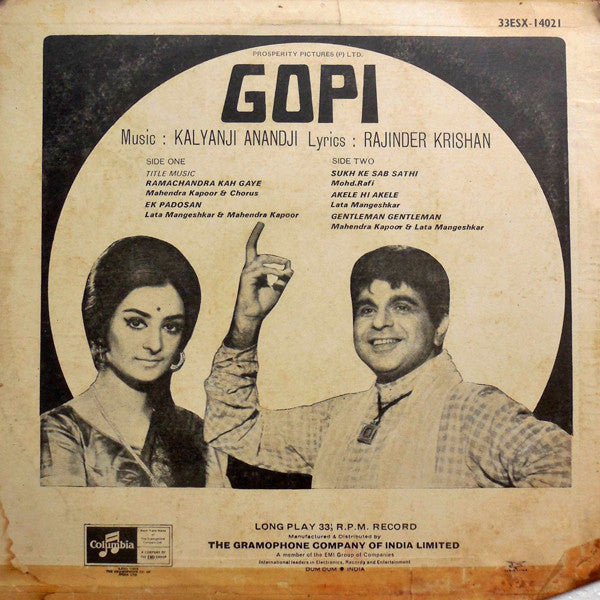 33ESX-14021
PROSPERITY PICTURES (P) LTD.
GOPI
Music : KALYANJI ANANDJI Lyrics : RAJINDER KRISHAN
SIDE ONE
TITLE MUSIC
RAMACHANDRA KAH GAYE
Mahendra Kapoor & Chorus
EK PADOSAN
Lata Mangeshkar & Mahendra Kapoor
SIDE TWO
SUKH KE SAB SATHI
Mohd.Rafi
AKELE HI AKELE
Lata Mangeshkar
GENTLEMAN GENTLEMAN
Mahendra Kapoor & Lata Mangeshkar
Columbia
LONG PLAY 33⅓ R.P.M. RECORD
Manufactured & Distributed by
THE GRAMOPHONE COMPANY OF INDIA LIMITED
A member of the EMI Group of Companies
International leaders in Electronics, Records and Entertainment
DUM DUM ● INDIA